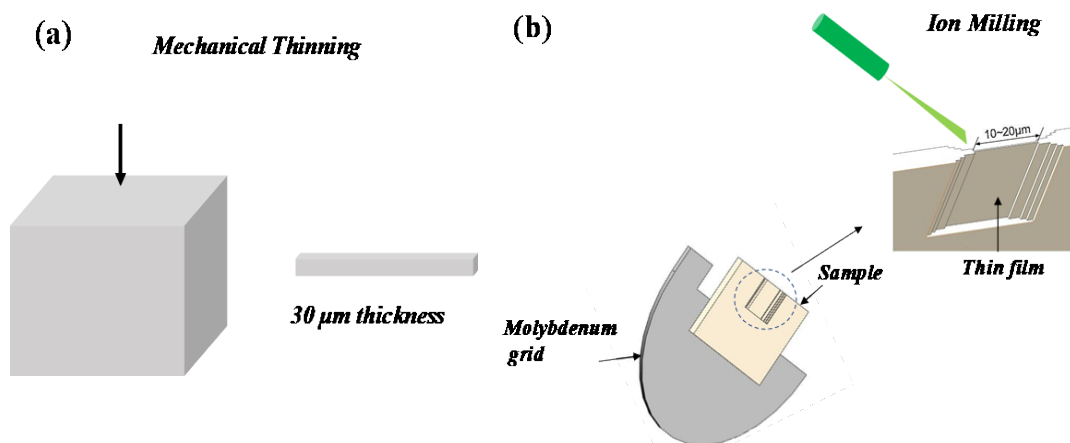 (a)
Mechanical Thinning
30 μm thickness
(b)
Ion Milling
10~20μm
Thin film
Sample
Molybdenum
grid